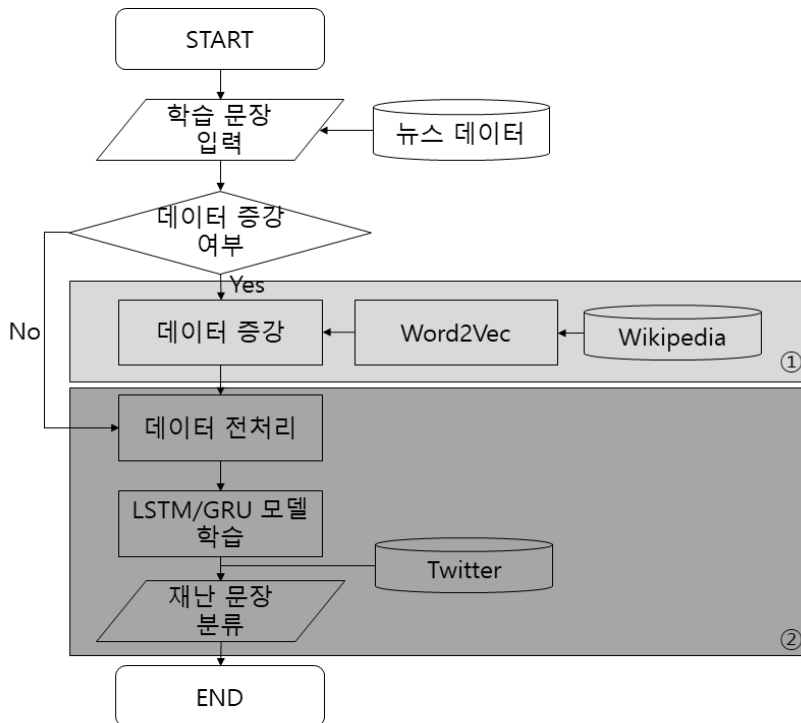 START
학습 문장
입력
뉴스 데이터
데이터 증강
여부
Yes
No
데이터 증강
Word2Vec
Wikipedia
①
데이터 전처리
LSTM/GRU 모델
학습
Twitter
재난 문장
분류
②
END